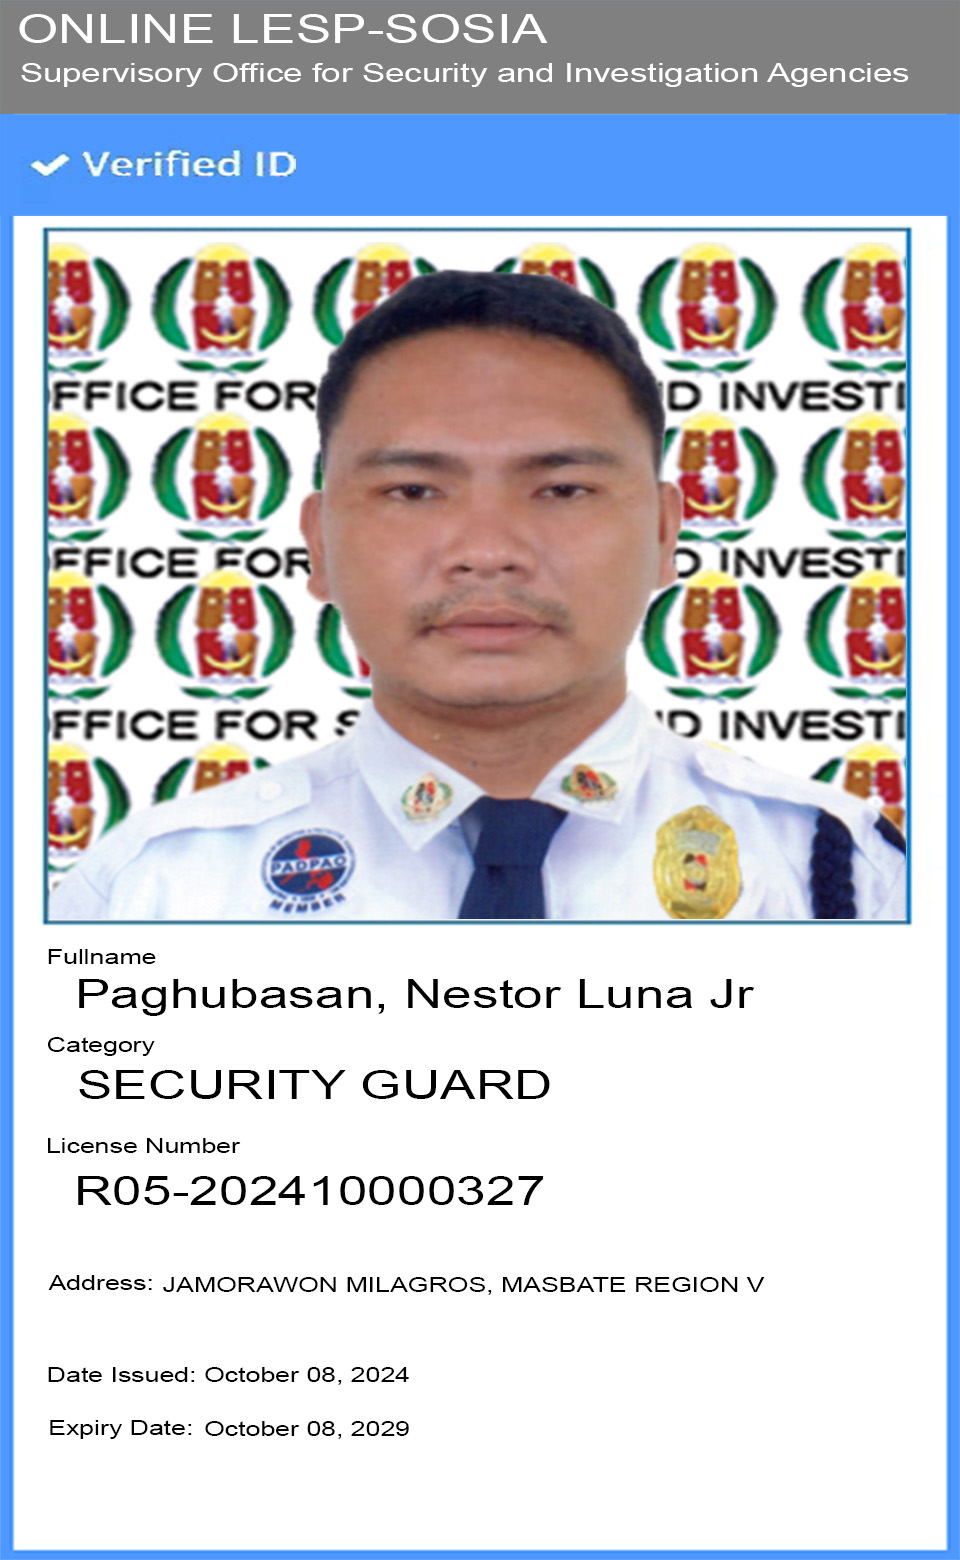 ONLINE LESP-SOSIA
Supervisory Office for Security and Investigation Agencies
Verified ID
FFICE FOR D INVESTI
FFICE FOR D INVESTI
FFICE FOR S D INVESTI
PADPAO
MEMBER
Fullname
Paghubasan, Nestor Luna Jr
Category
SECURITY GUARD
License Number
R05-202410000327
Address: JAMORAWON MILAGROS, MASBATE REGION V
Date Issued: October 08, 2024
Expiry Date: October 08, 2029